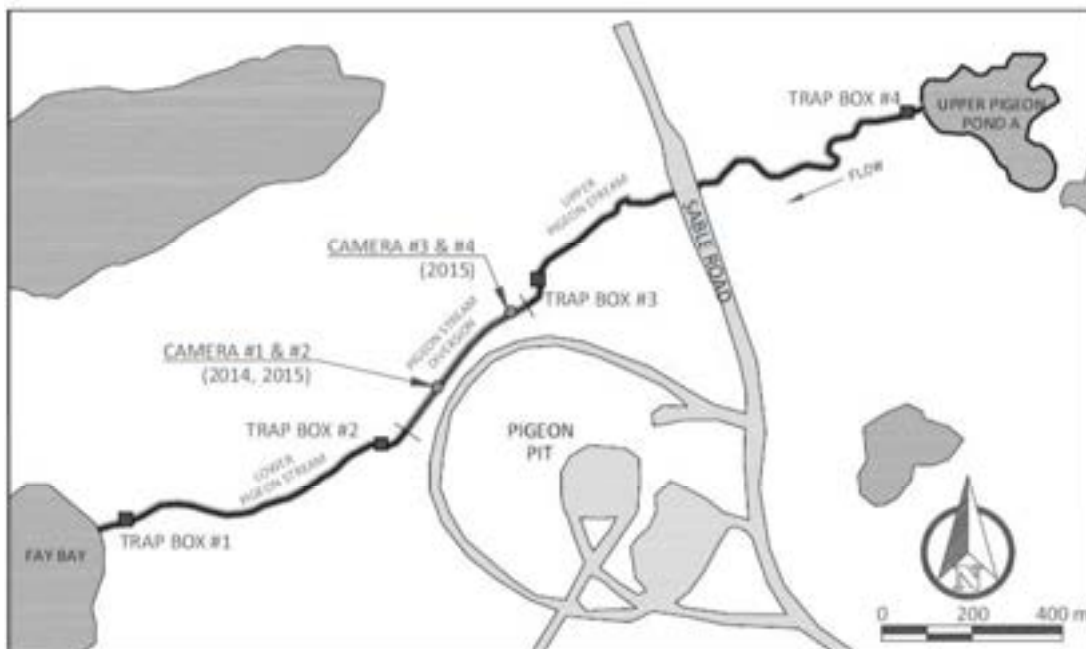 TRAP BOX #4
UPPER PIGEON
POND A
FLOW
UPPER
PIGEON STREAM
SABLE ROAD
CAMERA #3 & #4
(2015)
TRAP BOX #3
PIGEON STREAM
DIVERSION
CAMERA #1 & #2
(2014, 2015)
TRAP BOX #2
PIGEON
PIT
LOWER
PIGEON STREAM
TRAP BOX #1
FAY BAY
N
0 200 400 m